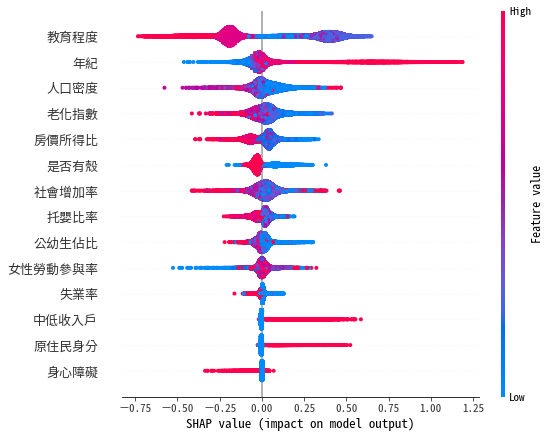 High
教育程度
年紀
人口密度
老化指數
房價所得比
是否有殼
社會增加率
托嬰比率
公幼生佔比
女性勞動參與率
失業率
中低收入戶
原住民身分
身心障礙
Feature value
Low
−0.75 −0.50 −0.25 0.00 0.25 0.50 0.75 1.00 1.25
SHAP value (impact on model output)